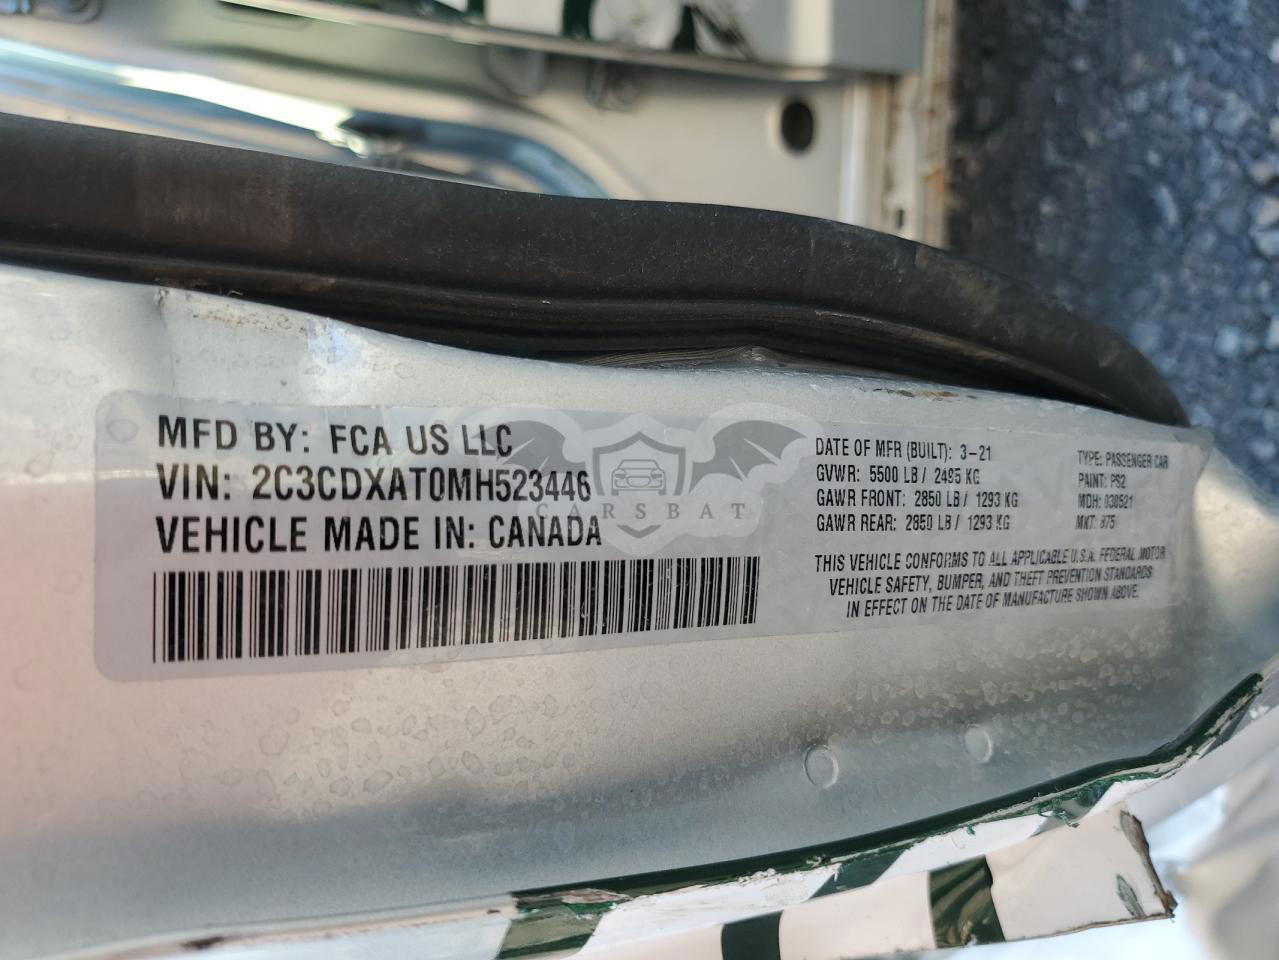 MFD BY: FCA US LLC
VIN: 2C3CDXAT0MH523446
VEHICLE MADE IN: CANADA
DATE OF MFR (BUILT): 3-21
GVWR: 5500 LB / 2495 KG
GAWR FRONT: 2850 LB / 1293 KG
GAWR REAR: 2850 LB / 1293 KG
TYPE: PASSENGER CAR
PAINT: PS2
MDH: 030521
MKT: 875
THIS VEHICLE CONFORMS TO ALL APPLICABLE U.S.A. FEDERAL MOTOR
VEHICLE SAFETY, BUMPER, AND THEFT PREVENTION STANDARDS
IN EFFECT ON THE DATE OF MANUFACTURE SHOWN ABOVE.
CARSBAT